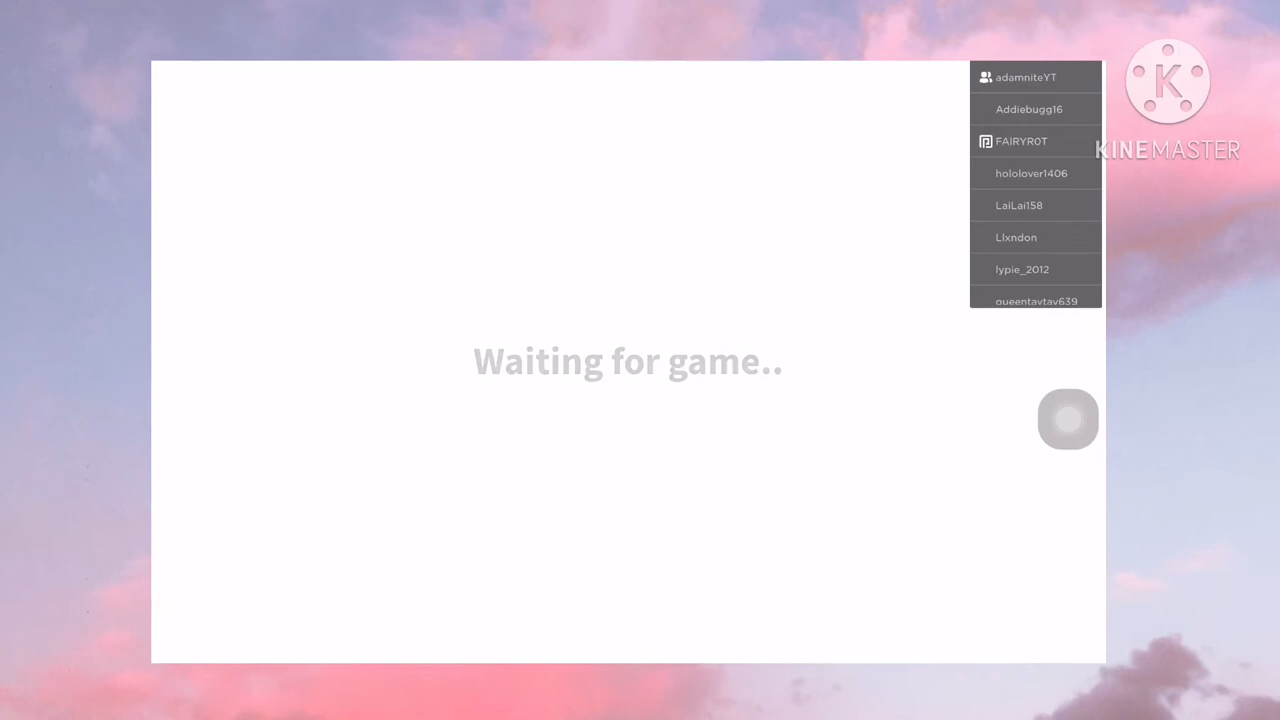 adamniteYT
Addiebugg16
FAIRYR0T
hololover1406
LaiLai158
Waiting for game..
Llxndon
lypie_2012
queentaytay639
K
KINEMASTER